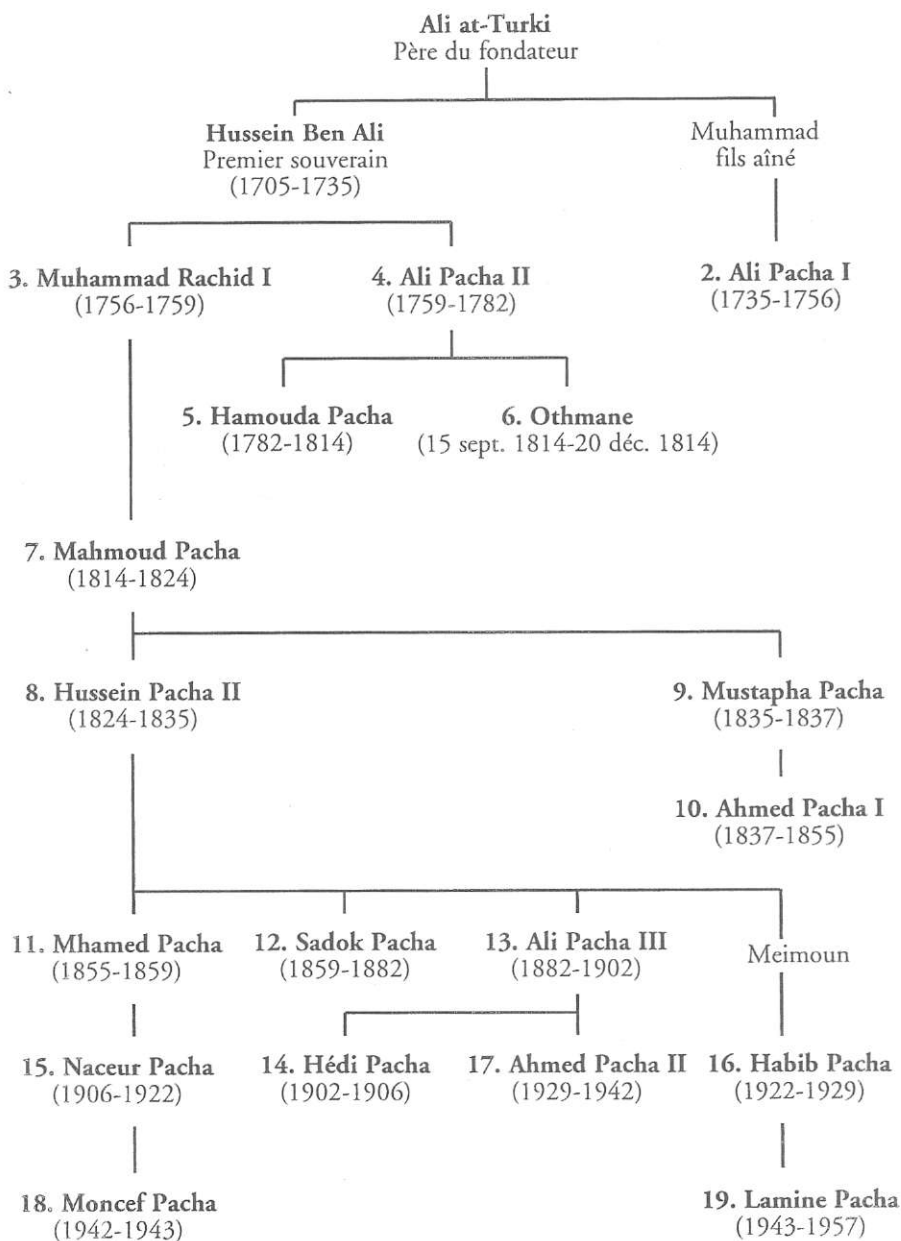 Ali at-Turki
Père du fondateur
Hussein Ben Ali
Premier souverain
(1705-1735)
Muhammad
fils aîné
3. Muhammad Rachid I
(1756-1759)
4. Ali Pacha II
(1759-1782)
2. Ali Pacha I
(1735-1756)
5. Hamouda Pacha
(1782-1814)
6. Othmane
(15 sept. 1814-20 déc. 1814)
7. Mahmoud Pacha
(1814-1824)
8. Hussein Pacha II
(1824-1835)
9. Mustapha Pacha
(1835-1837)
10. Ahmed Pacha I
(1837-1855)
11. Mhamed Pacha
(1855-1859)
12. Sadok Pacha
(1859-1882)
13. Ali Pacha III
(1882-1902)
Meimoun
15. Naceur Pacha
(1906-1922)
14. Hédi Pacha
(1902-1906)
17. Ahmed Pacha II
(1929-1942)
16. Habib Pacha
(1922-1929)
18. Moncef Pacha
(1942-1943)
19. Lamine Pacha
(1943-1957)